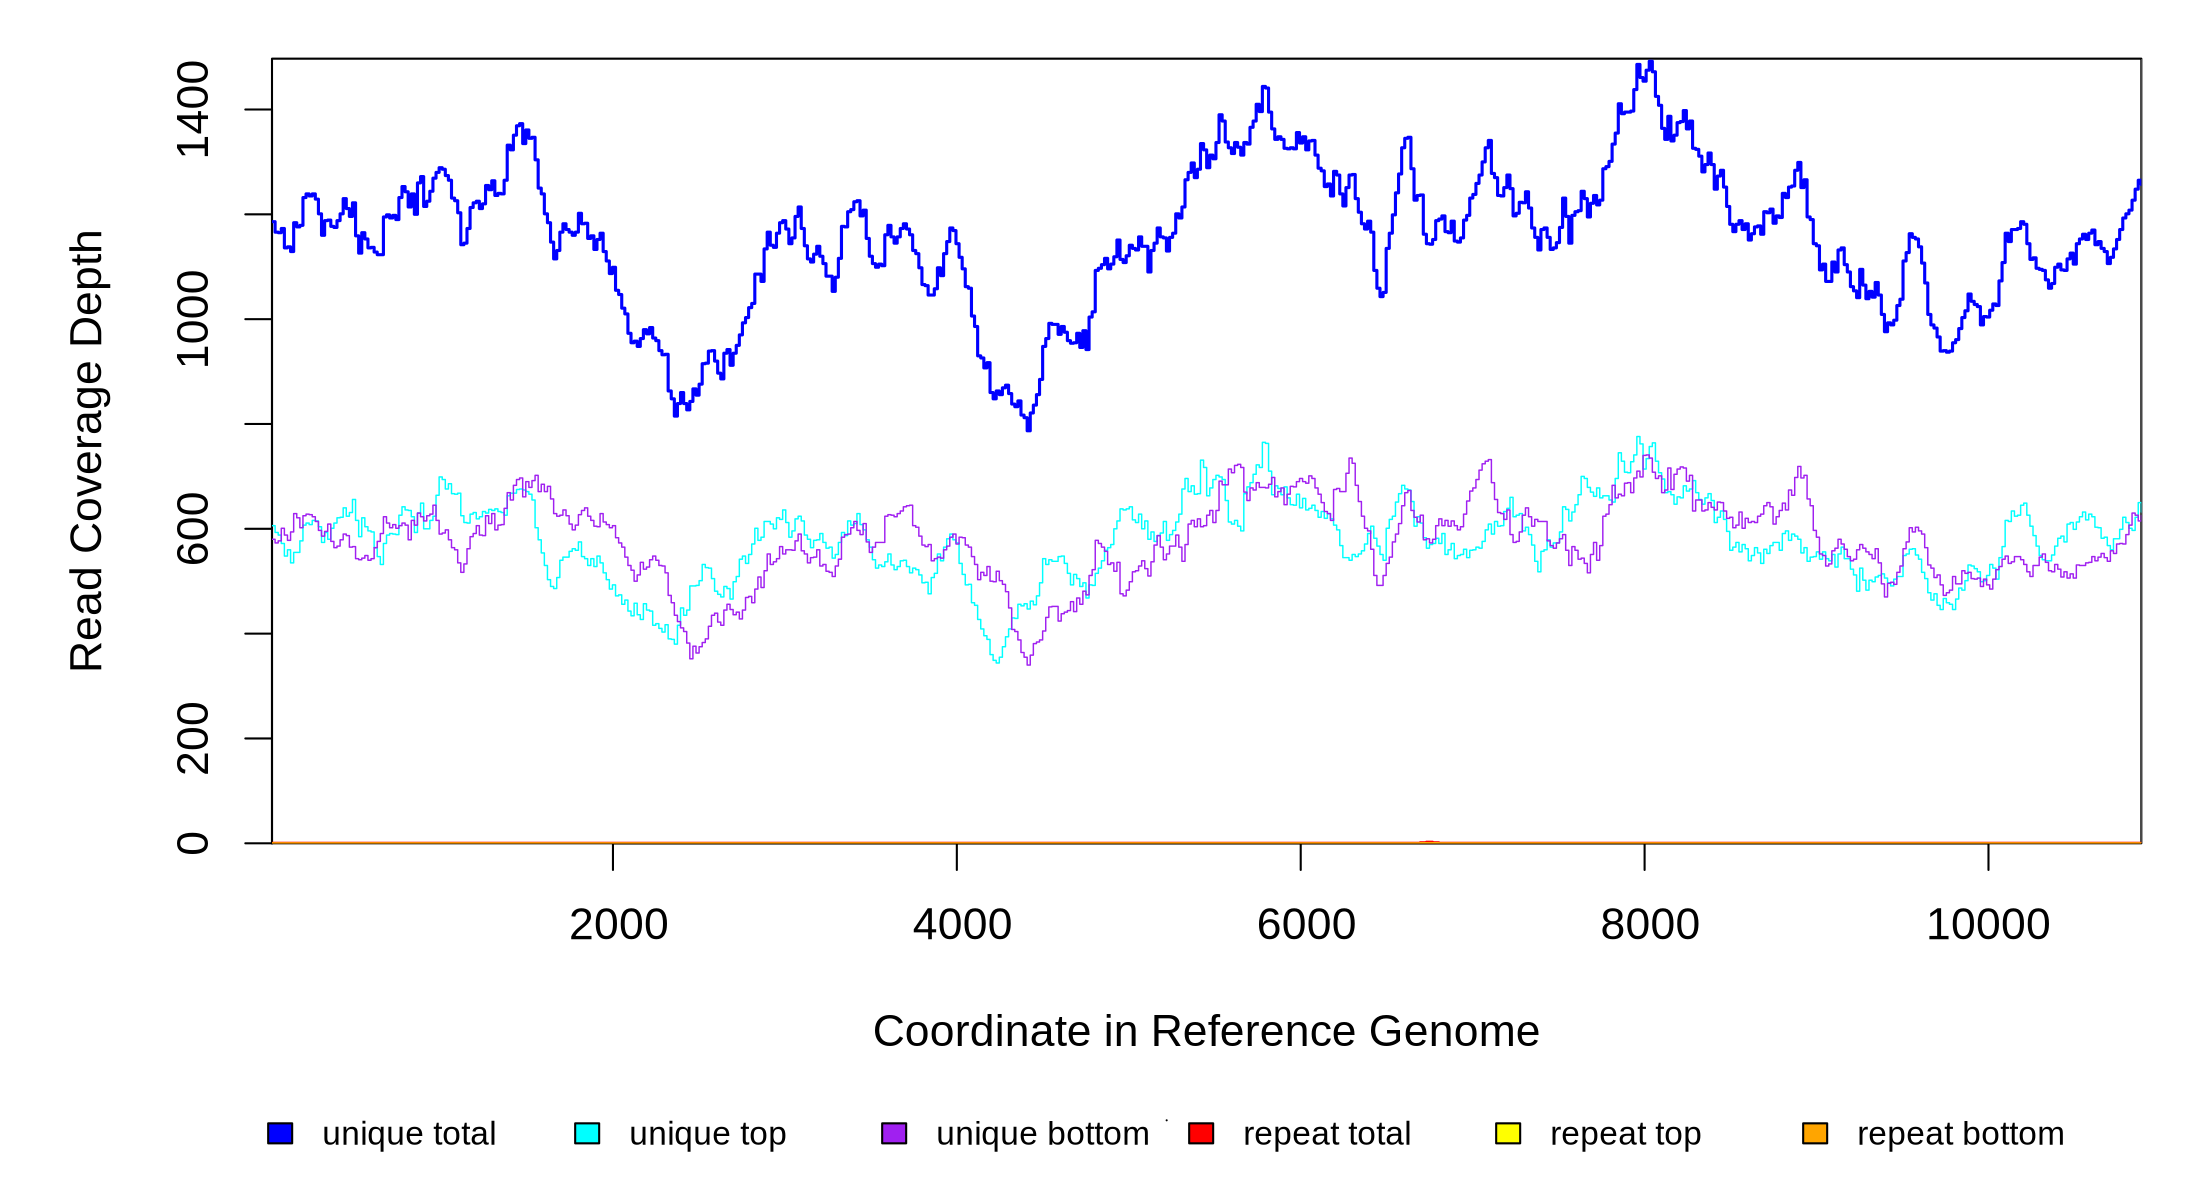 Read Coverage Depth
1400
1000
600
200
0
2000 4000 6000 8000 10000
Coordinate in Reference Genome
unique total unique top unique bottom repeat total repeat top repeat bottom